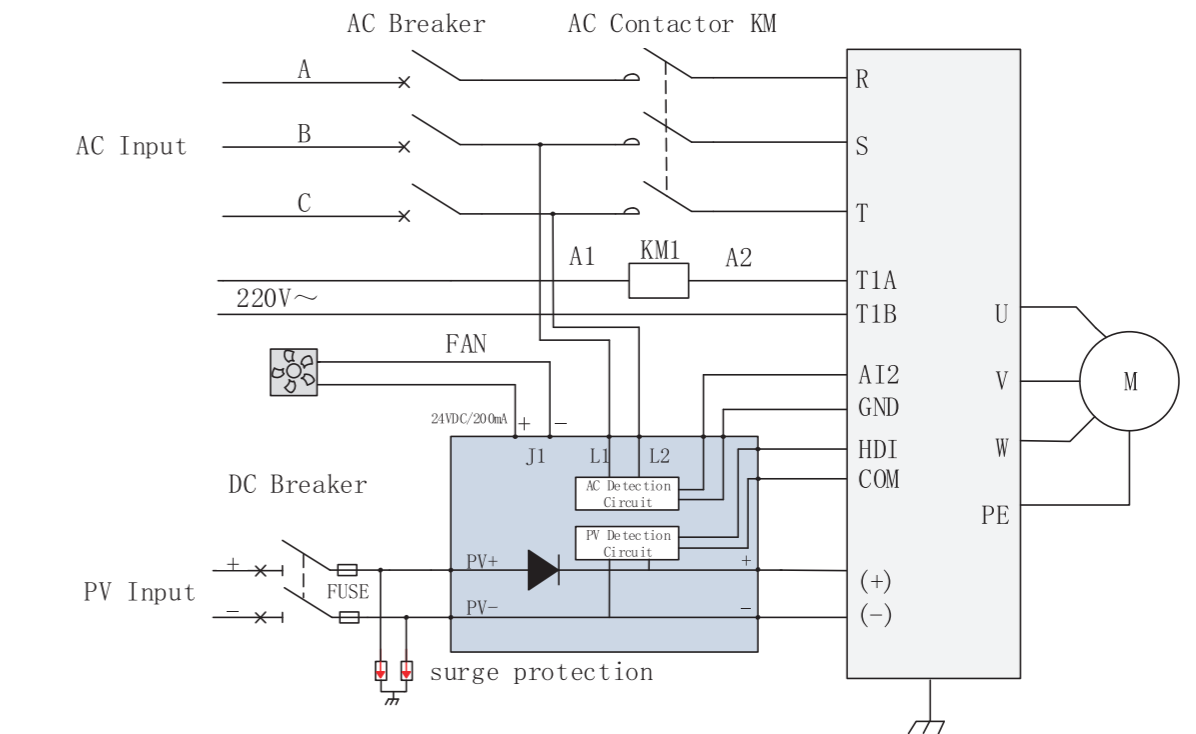 AC Breaker
AC Contactor KM
A
R
AC Input
B
S
C
T
A1
KM1
A2
T1A
220V～
T1B
U
FAN
AI2
V
M
24VDC/200mA
+
−
GND
J1
L1
L2
HDI
W
DC Breaker
AC Detection
Circuit
COM
PE
PV Detection
Circuit
+
PV+
+
PV Input
FUSE
(+)
−
PV-
−
(-)
surge protection